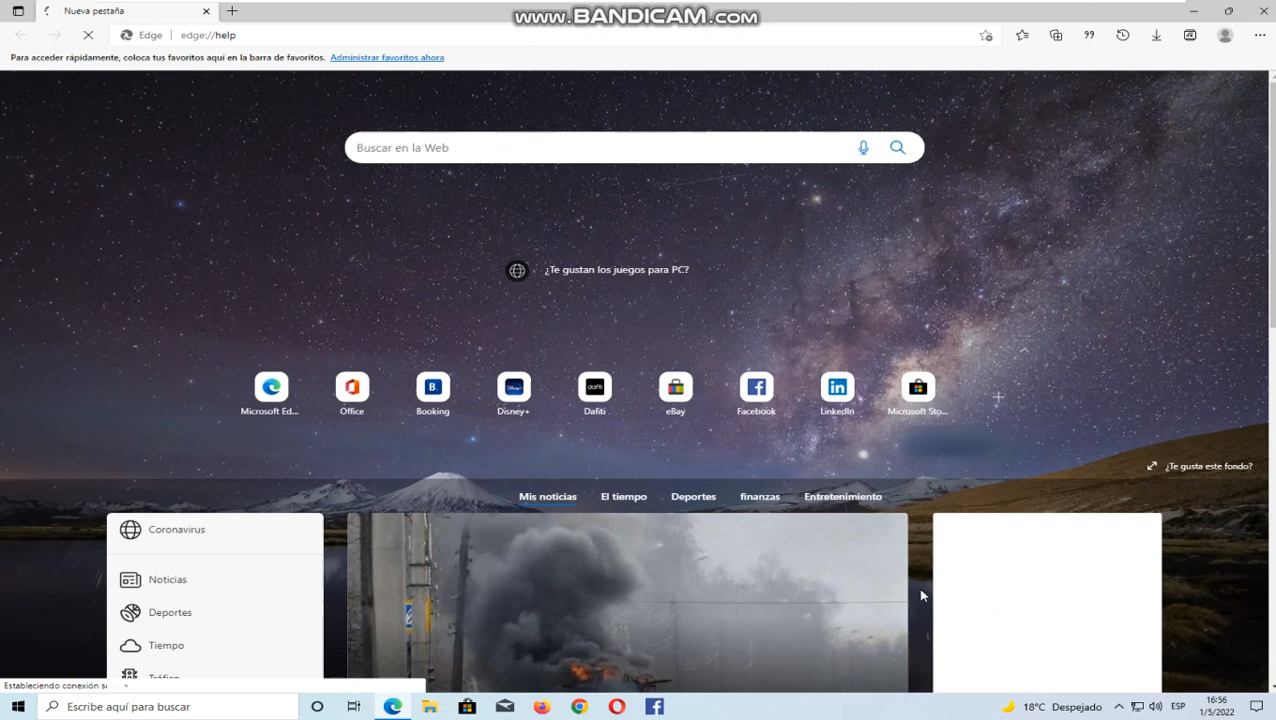 Nueva pestaña
www.BANDICAM.com
Edge
edge://help
Para acceder rápidamente, coloca tus favoritos aquí en la barra de favoritos. Administrar favoritos ahora
Buscar en la Web
¿Te gustan los juegos para PC?
Microsoft Ed...
Office
Booking
Disney+
Dafiti
eBay
Facebook
LinkedIn
Microsoft Sto...
¿Te gusta este fondo?
Mis noticias
El tiempo
Deportes
finanzas
Entretenimiento
Coronavirus
Noticias
Deportes
Tiempo
Tráfico
Estableciendo conexión
Escribe aquí para buscar
18°C Despejado
ESP
16:56
1/5/2022